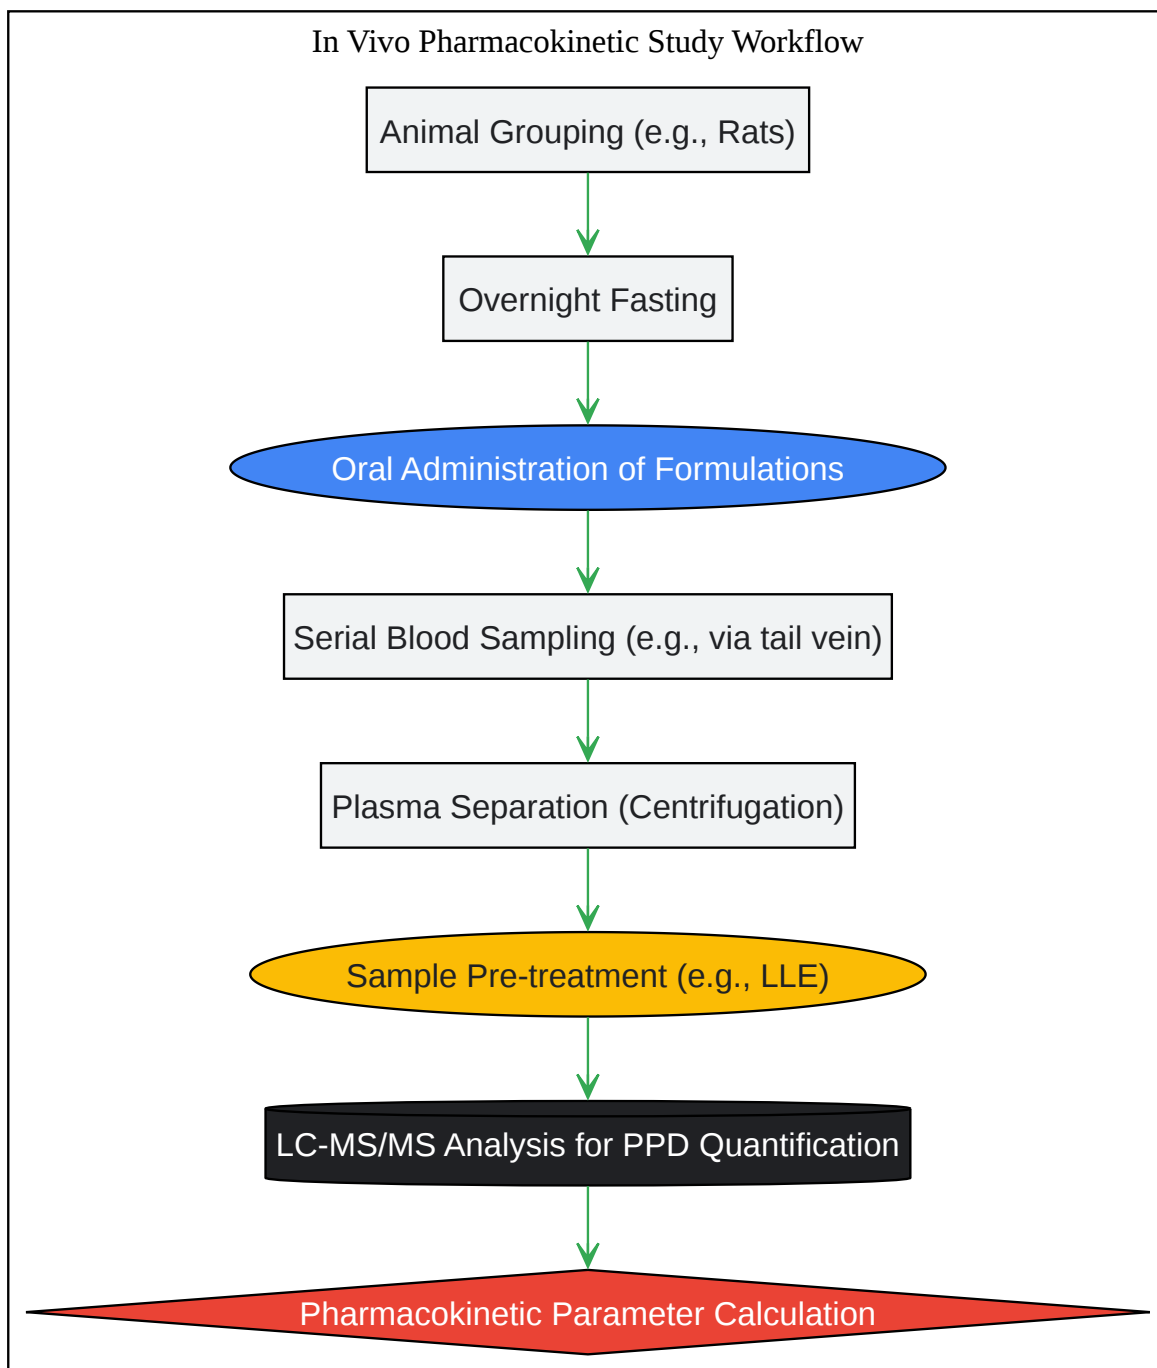 In Vivo Pharmacokinetic Study Workflow
Animal Grouping (e.g., Rats)
Overnight Fasting
Oral Administration of Formulations
Serial Blood Sampling (e.g., via tail vein)
Plasma Separation (Centrifugation)
Sample Pre-treatment (e.g., LLE)
LC-MS/MS Analysis for PPD Quantification
Pharmacokinetic Parameter Calculation